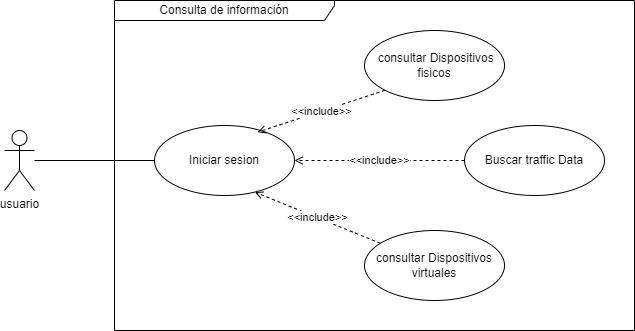 Consulta de información
consultar Dispositivos
fisicos
<<include>>
Iniciar sesion
<<include>>
Buscar traffic Data
usuario
<<include>>
consultar Dispositivos
virtuales